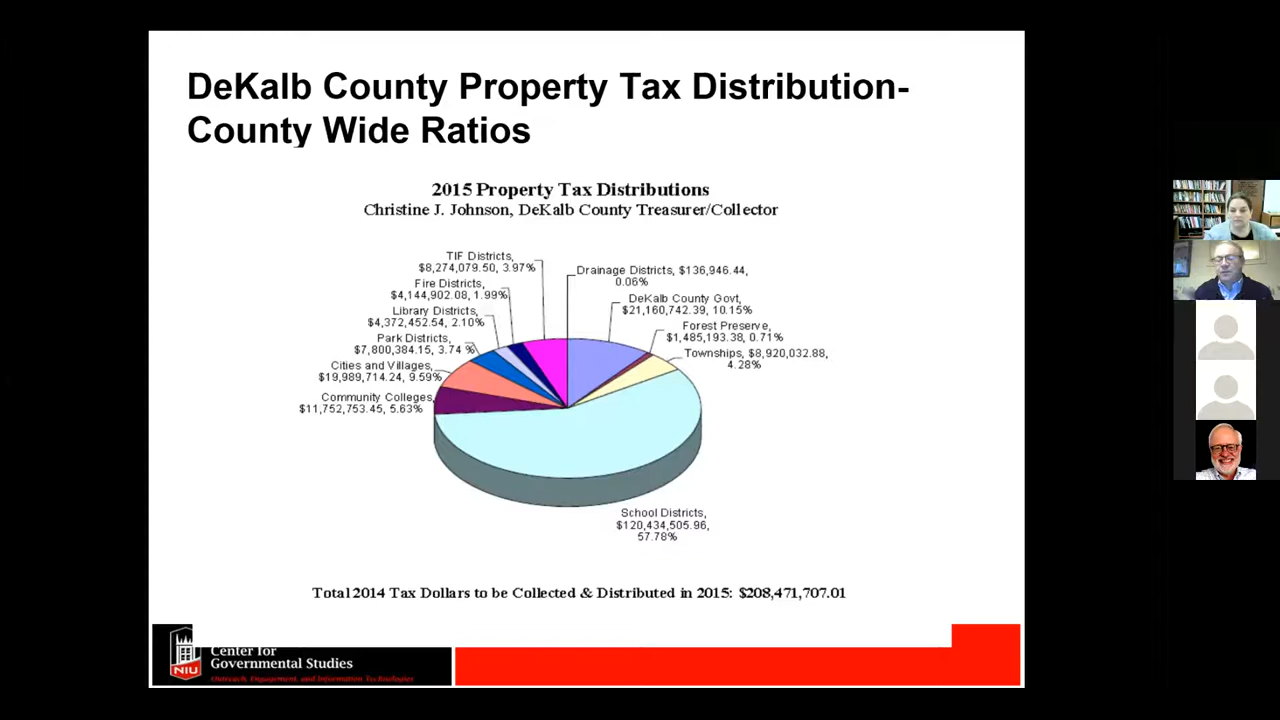 DeKalb County Property Tax Distribution-
County Wide Ratios
2015 Property Tax Distributions
Christine J. Johnson, DeKalb County Treasurer/Collector
TIF Districts,
$8,274,079.50, 3.97%
Drainage Districts, $136,946.44,
0.06%
Fire Districts,
$4,144,902.08, 1.99%
DeKalb County Govt,
$21,160,742.39, 10.15%
Library Districts,
$4,372,452.54, 2.10%
Forest Preserve,
$1,485,193.38, 0.71%
Park Districts,
$7,800,384.15, 3.74 %
Townships, $8,920,032.88,
4.28%
Cities and Villages,
$19,989,714.24, 9.59%
Community Colleges,
$11,752,753.45, 5.63%
School Districts,
$120,434,505.96,
57.78%
Total 2014 Tax Dollars to be Collected & Distributed in 2015: $208,471,707.01
NIU
Center for
Governmental Studies
Outreach, Engagement, and Information Technologies